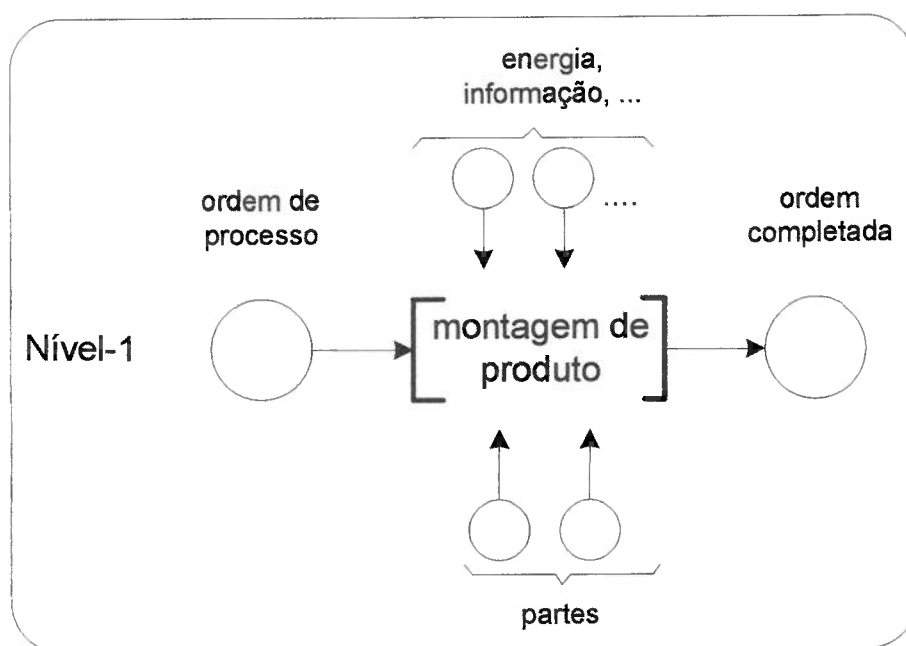 energia,
informação, ...
....
ordem de
processo
ordem
completada
Nível-1
montagem de
produto
partes